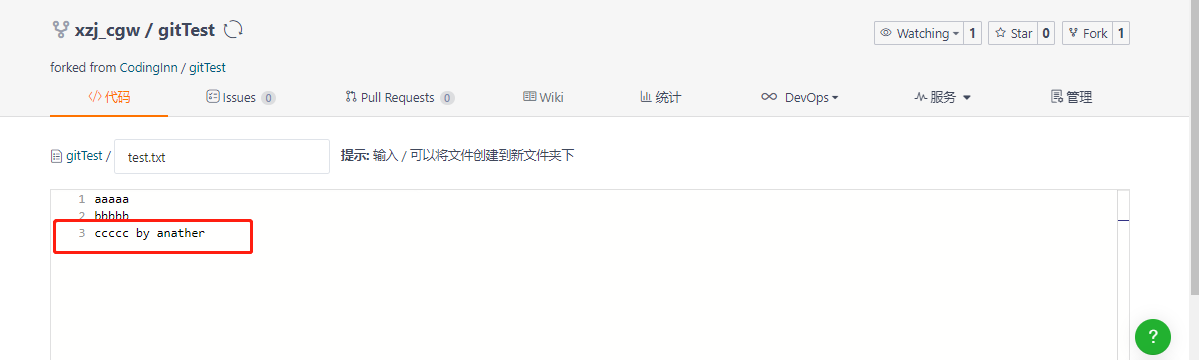 xzj_cgw / gitTest
Watching 1 Star 0 Fork 1
forked from CodingInn / gitTest
代码 Issues 0 Pull Requests 0 Wiki 统计 DevOps 服务 管理
gitTest / test.txt 提示: 输入 / 可以将文件创建到新文件夹下
1 aaaaa
2 bbbbb
3 ccccc by anather
?